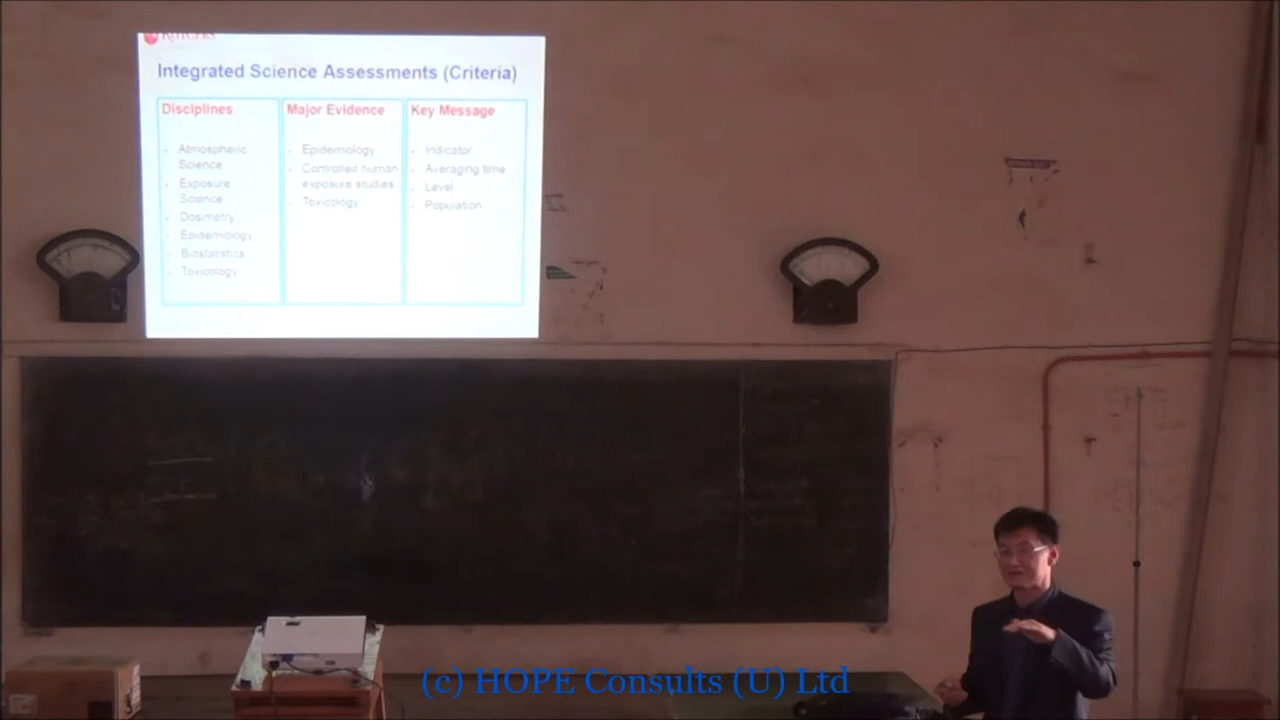 RUTGERS
Integrated Science Assessments (Criteria)
Disciplines
Atmospheric
Science
Exposure
Science
Dosimetry
Epidemiology
Biostatistics
Toxicology
Major Evidence
Epidemiology
Controlled human
exposure studies
Toxicology
Key Message
Indicator
Averaging time
Level
Population
(c) HOPE Consults (U) Ltd